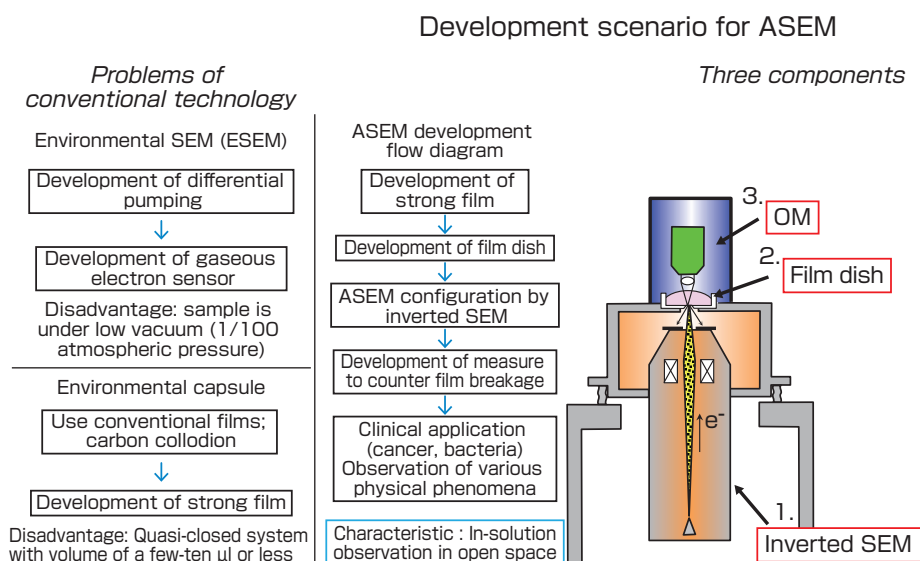 Development scenario for ASEM
Problems of
conventional technology
Environmental SEM (ESEM)
Development of differential
pumping
Development of gaseous
electron sensor
Disadvantage: sample is
under low vacuum (1/100
atmospheric pressure)
Environmental capsule
Use conventional films;
carbon collodion
Development of strong film
Disadvantage: Quasi-closed system
with volume of a few-ten µl or less
ASEM development
flow diagram
Development of
strong film
Development of film dish
ASEM configuration by
inverted SEM
Development of measure
to counter film breakage
Clinical application
(cancer, bacteria)
Observation of various
physical phenomena
Characteristic : In-solution
observation in open space
Three components
3.
OM
2.
Film dish
e-
1.
Inverted SEM